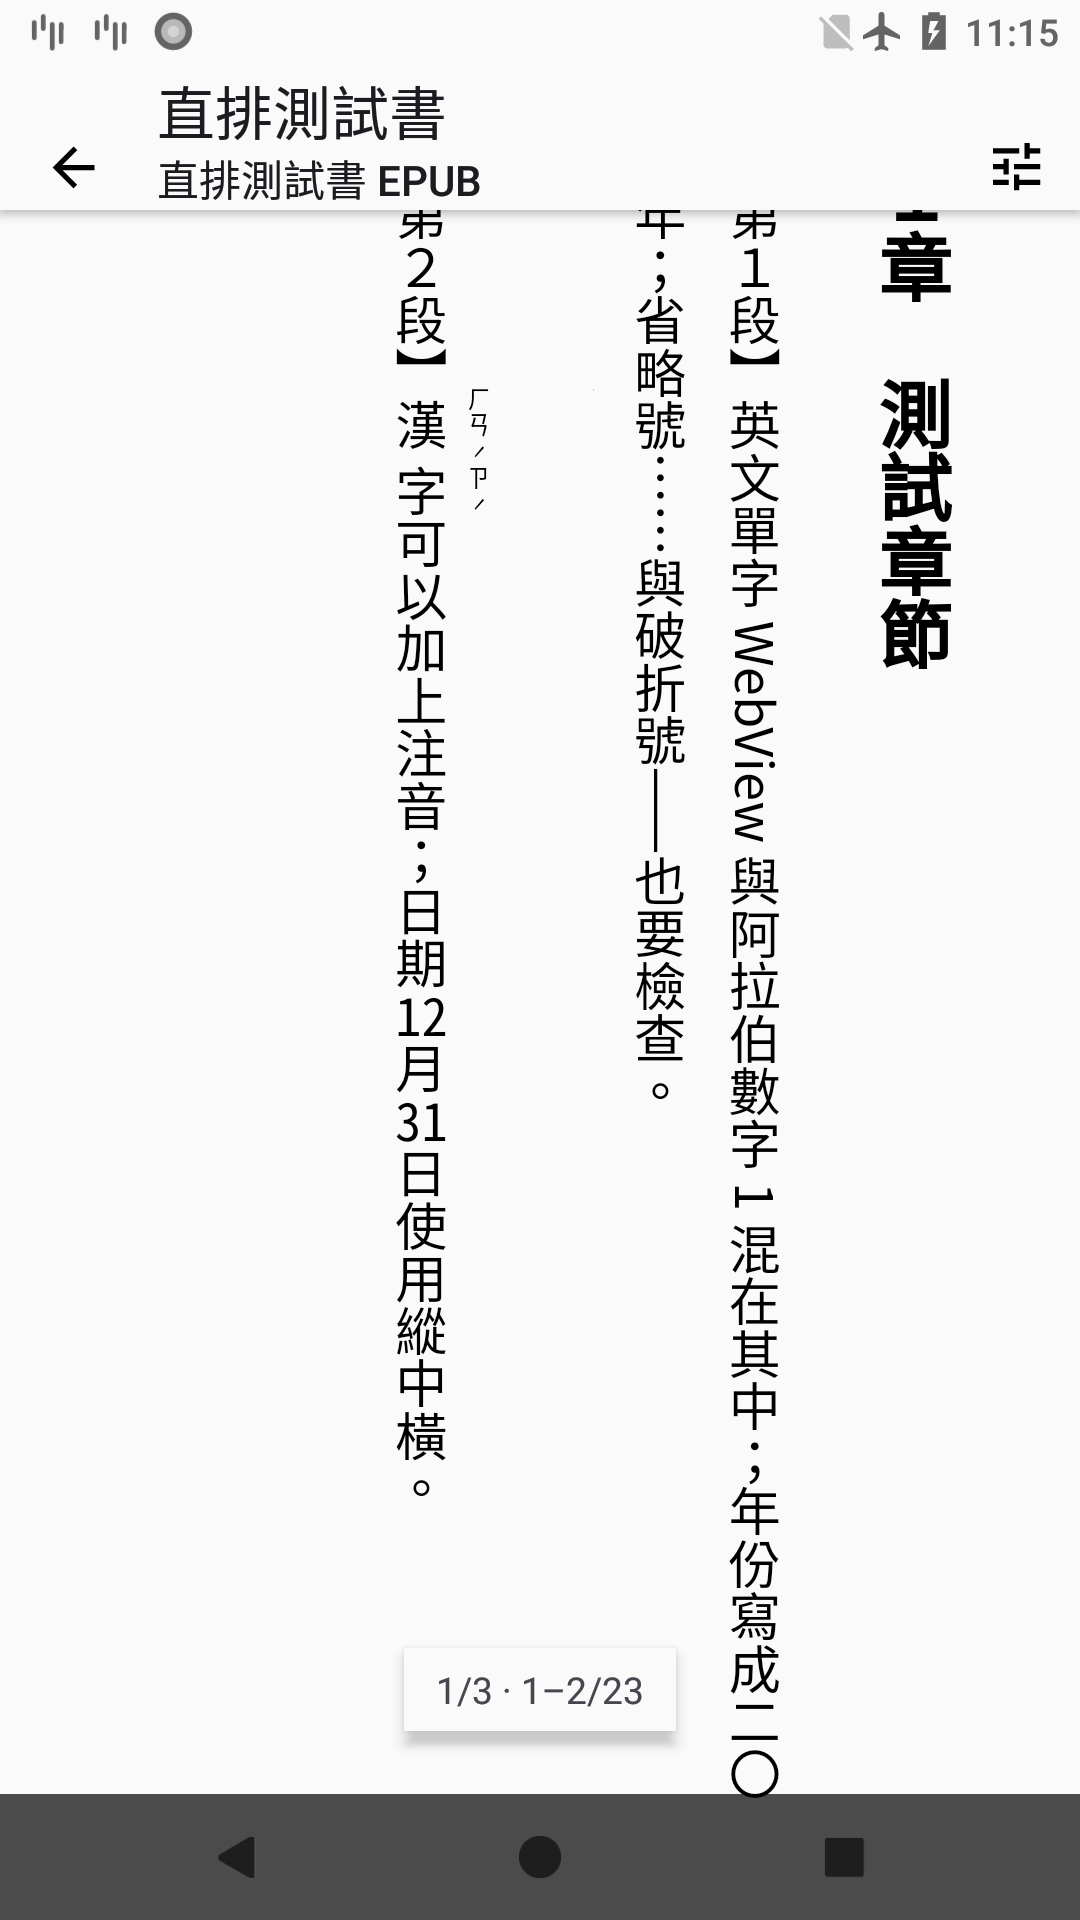 11:15
直排測試書
直排測試書 EPUB
章　測試章節
第１段】英文單字 WebView 與阿拉伯數字 1 混在其中；年份寫成二〇
年；省略號……與破折號——也要檢查。
第２段】漢字可以加上注音；日期12月31日使用縱中橫。
ㄏㄢˊㄗˊ
1/3 · 1–2/23